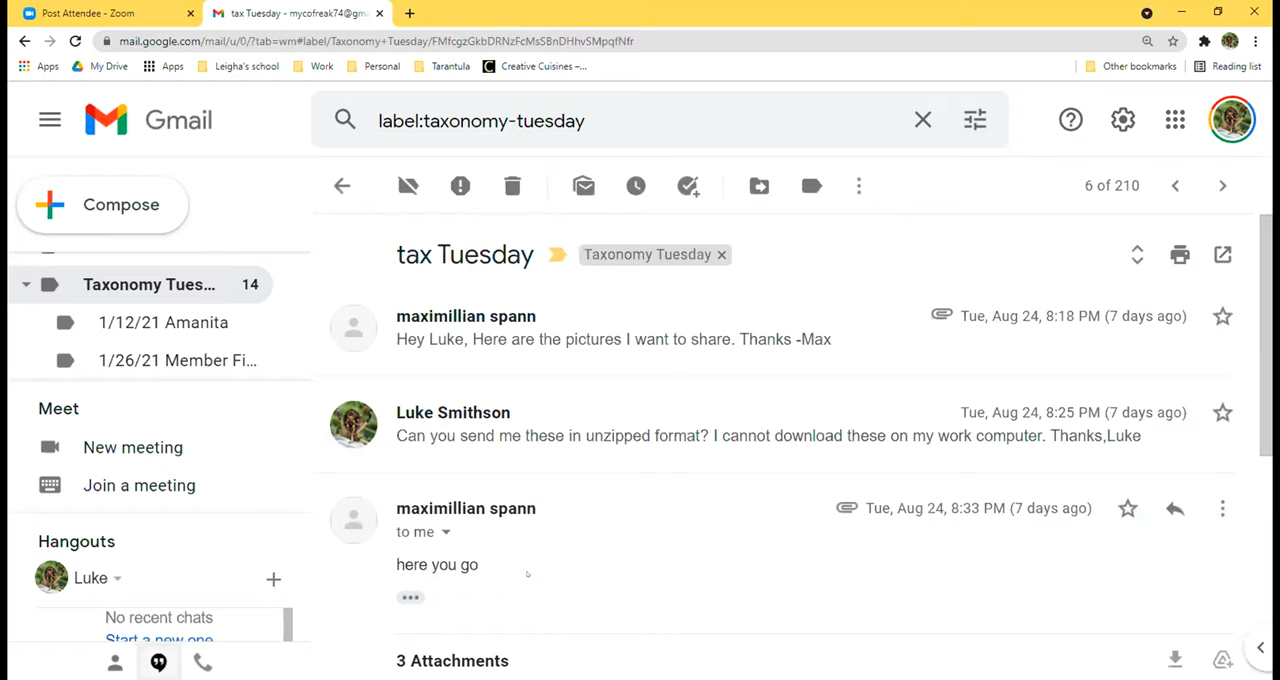 Post Attendee - Zoom
tax Tuesday - mycofreak74@gm
mail.google.com/mail/u/0/?tab=wm#label/Taxonomy+Tuesday/FMfcgzGkbDRNzFcMsSBnDHhvSMpqfNfr
Apps My Drive Apps Leigha's school Work Personal Tarantula Creative Cuisines –... Other bookmarks Reading list
Gmail
label:taxonomy-tuesday
Compose
6 of 210
tax Tuesday Taxonomy Tuesday ×
Taxonomy Tues... 14
1/12/21 Amanita
1/26/21 Member Fi...
Meet
New meeting
Join a meeting
Hangouts
Luke
No recent chats
Start a new one
maximillian spann Tue, Aug 24, 8:18 PM (7 days ago)
Hey Luke, Here are the pictures I want to share. Thanks -Max
Luke Smithson Tue, Aug 24, 8:25 PM (7 days ago)
Can you send me these in unzipped format? I cannot download these on my work computer. Thanks,Luke
maximillian spann Tue, Aug 24, 8:33 PM (7 days ago)
to me
here you go
3 Attachments